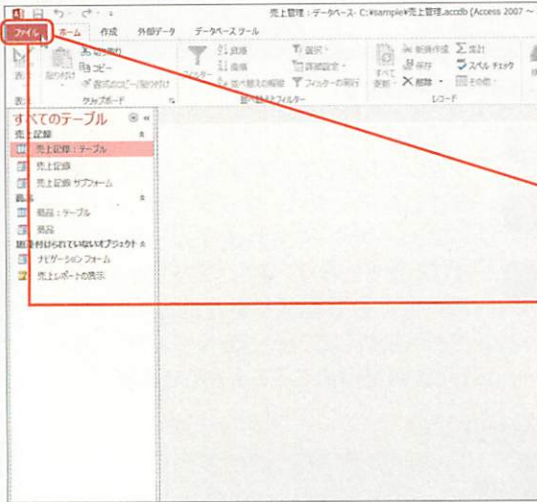 売上管理 : データベース- C:¥sample¥売上管理.accdb (Access 2007 ～
ファイル ホーム 作成 外部データ データベース ツール
切り取り
コピー
書式のコピー/貼り付け
貼り付け
クリップボード
フィルター
昇順
降順
並べ替えの解除
選択
詳細設定
フィルターの実行
並べ替えとフィルター
すべて
更新
新規作成
保存
削除
Σ 集計
スペル チェック
その他
レコード
すべてのテーブル
売上記録
売上記録 : テーブル
売上記録
売上記録 サブフォーム
商品
商品 : テーブル
商品
関連付けられていないオブジェクト
ナビゲーション フォーム
売上レポートの表示